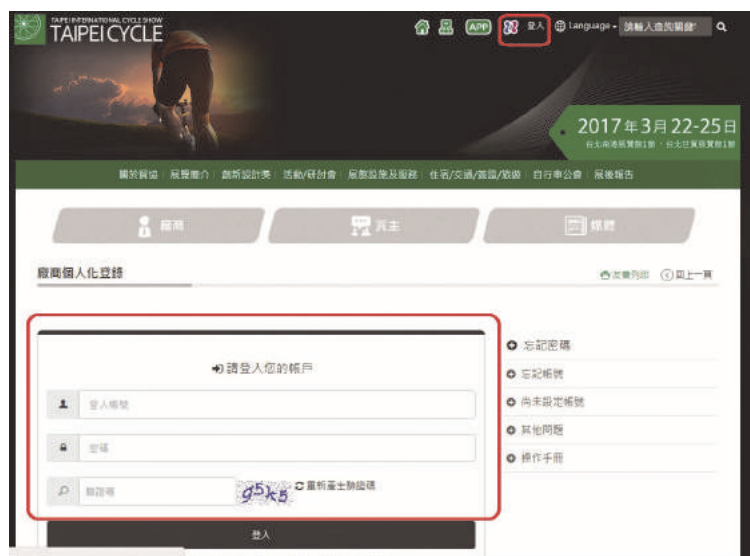 TAIPEI INTERNATIONAL CYCLE SHOW
TAIPEI CYCLE
APP 登入 Language 請輸入查詢關鍵字
2017年3月22-25日
台北南港展覽館1館・台北世貿展覽館1館
關於貿協 展覽簡介 創新設計獎 活動/研討會 展館設施及服務 住宿/交通/簽證/旅遊 自行車公會 展後報告
廠商 買主 媒體
廠商個人化登錄 友善列印 回上一頁
請登入您的帳戶
登入帳號
密碼
驗證碼 g5k5 重新產生驗證碼
登入
忘記密碼
忘記帳號
尚未設定帳號
其他問題
操作手冊